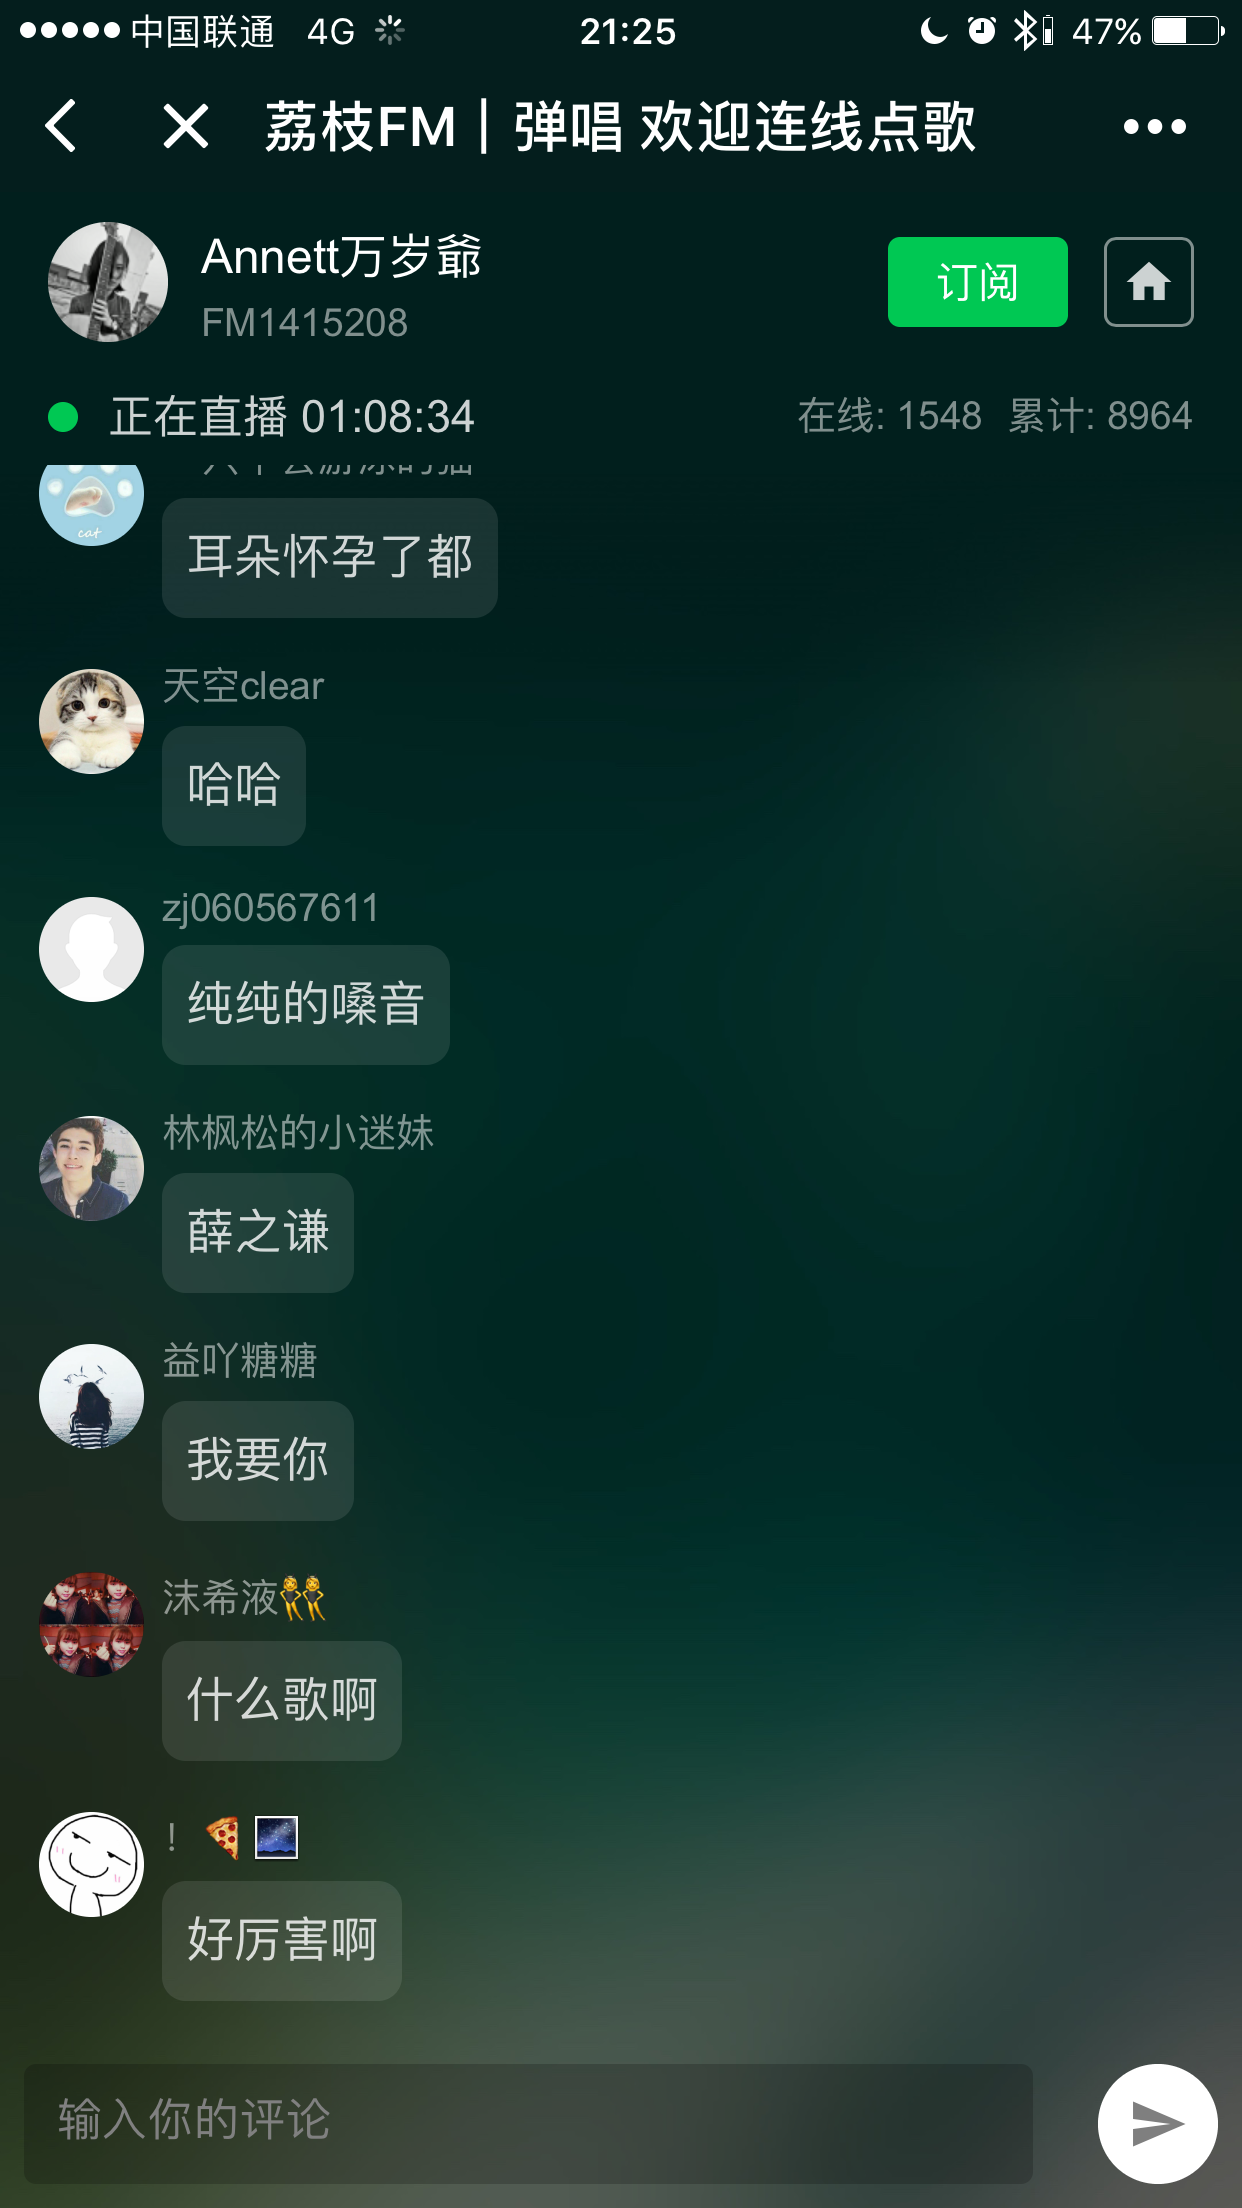 中国联通 4G 21:25 47%
荔枝FM｜弹唱 欢迎连线点歌
Annett万岁爺
FM1415208
订阅
正在直播 01:08:34
在线: 1548 累计: 8964
cat
耳朵怀孕了都
天空clear
哈哈
zj060567611
纯纯的嗓音
林枫松的小迷妹
薛之谦
益吖糖糖
我要你
沫希液👯
什么歌啊
！ 🍕 🌌
好厉害啊
输入你的评论